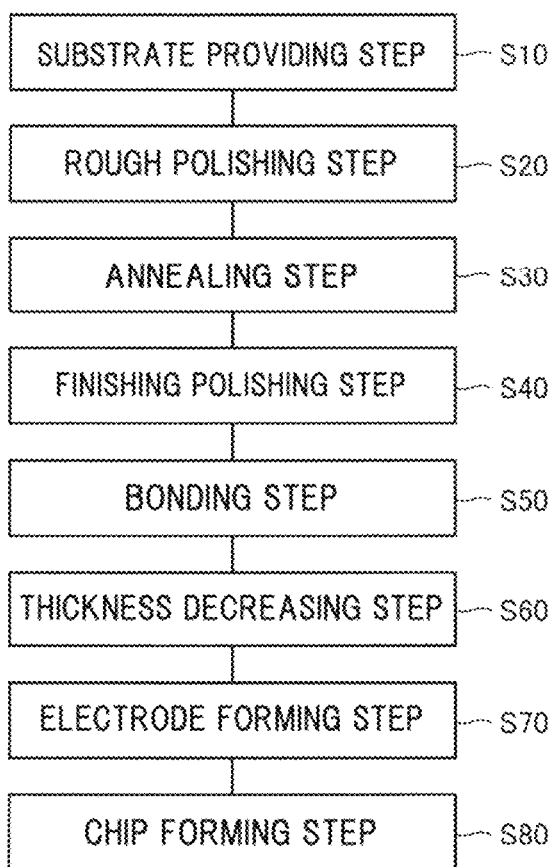 SUBSTRATE PROVIDING STEP S10
ROUGH POLISHING STEP S20
ANNEALING STEP S30
FINISHING POLISHING STEP S40
BONDING STEP S50
THICKNESS DECREASING STEP S60
ELECTRODE FORMING STEP S70
CHIP FORMING STEP S80